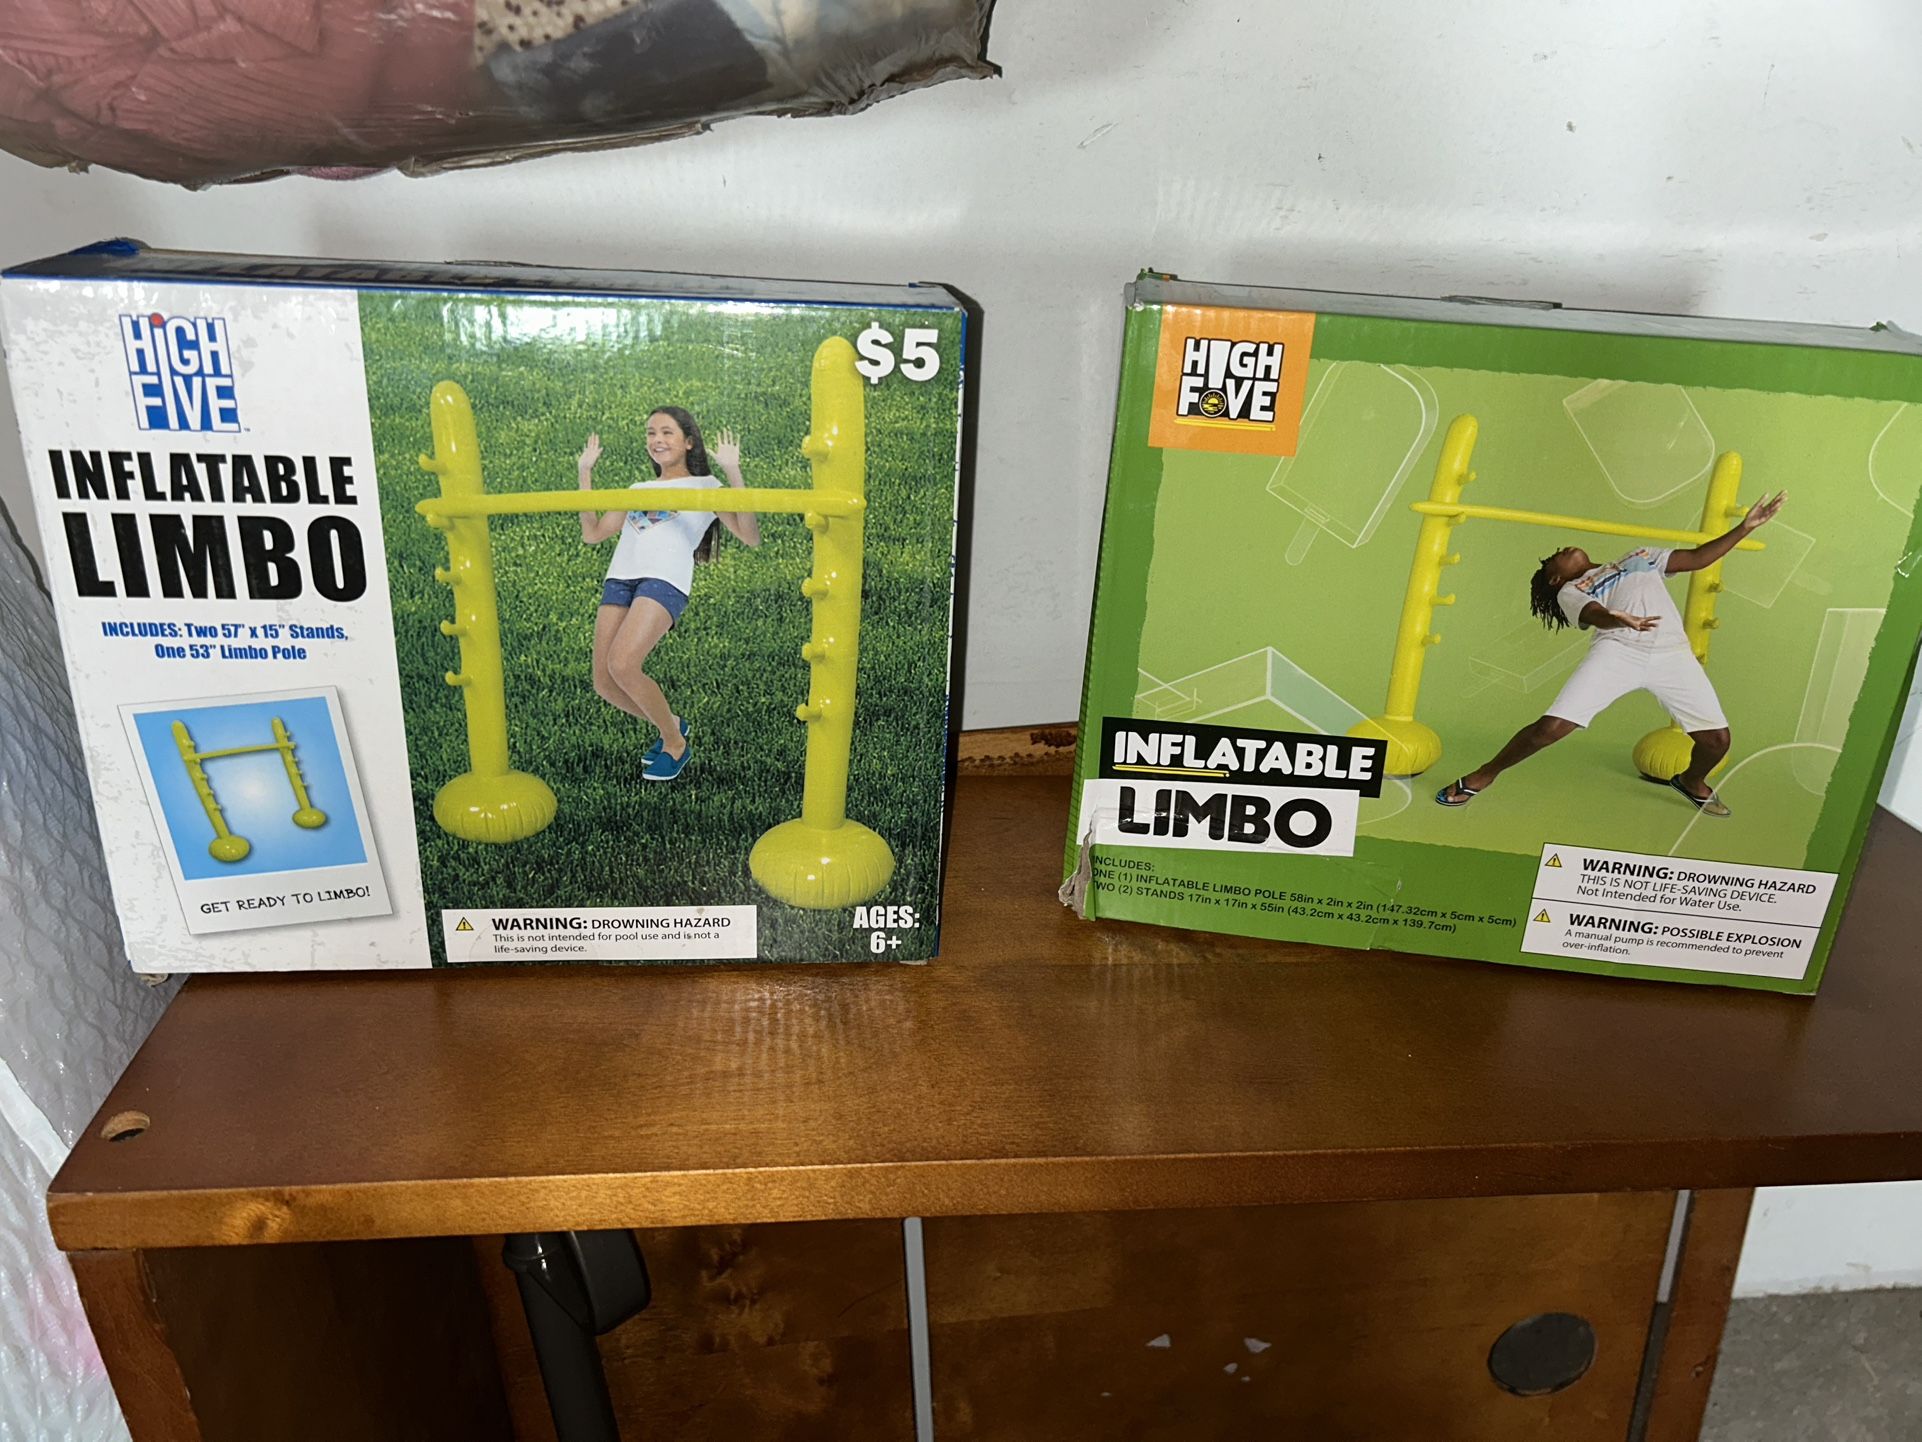 HiGH
FIVE
INFLATABLE
LIMBO
INCLUDES: Two 57" x 15" Stands,
One 53" Limbo Pole
GET READY TO LIMBO!
$5
WARNING: DROWNING HAZARD
This is not intended for pool use and is not a
life-saving device.
AGES:
6+
H!GH
FIVE
INFLATABLE
LIMBO
INCLUDES:
ONE (1) INFLATABLE LIMBO POLE 58in x 2in x 2in (147.32cm x 5cm x 5cm)
TWO (2) STANDS 17in x 17in x 55in (43.2cm x 43.2cm x 139.7cm)
WARNING: DROWNING HAZARD
THIS IS NOT LIFE-SAVING DEVICE.
Not Intended for Water Use.
WARNING: POSSIBLE EXPLOSION
A manual pump is recommended to prevent
over-inflation.